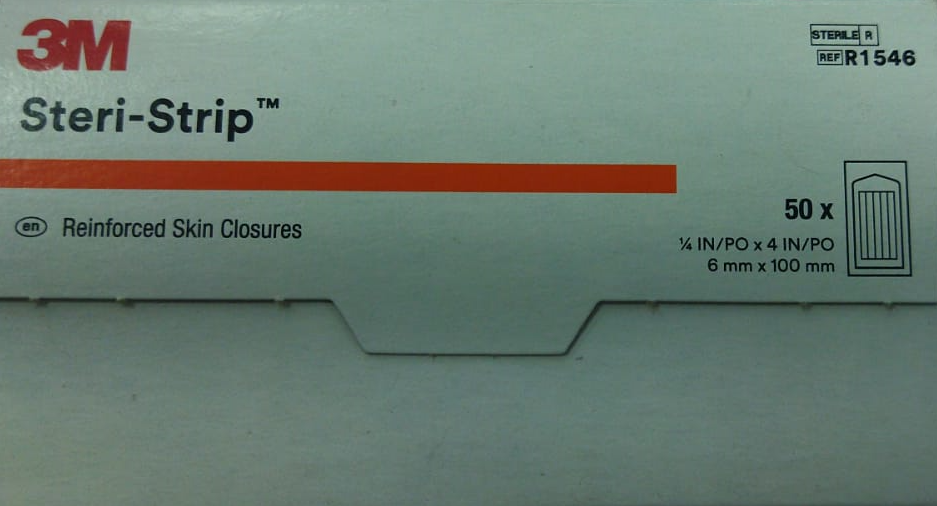 3M
STERILE R
REF R1546
Steri-Strip™
en Reinforced Skin Closures
50 x
¼ IN/PO x 4 IN/PO
6 mm x 100 mm